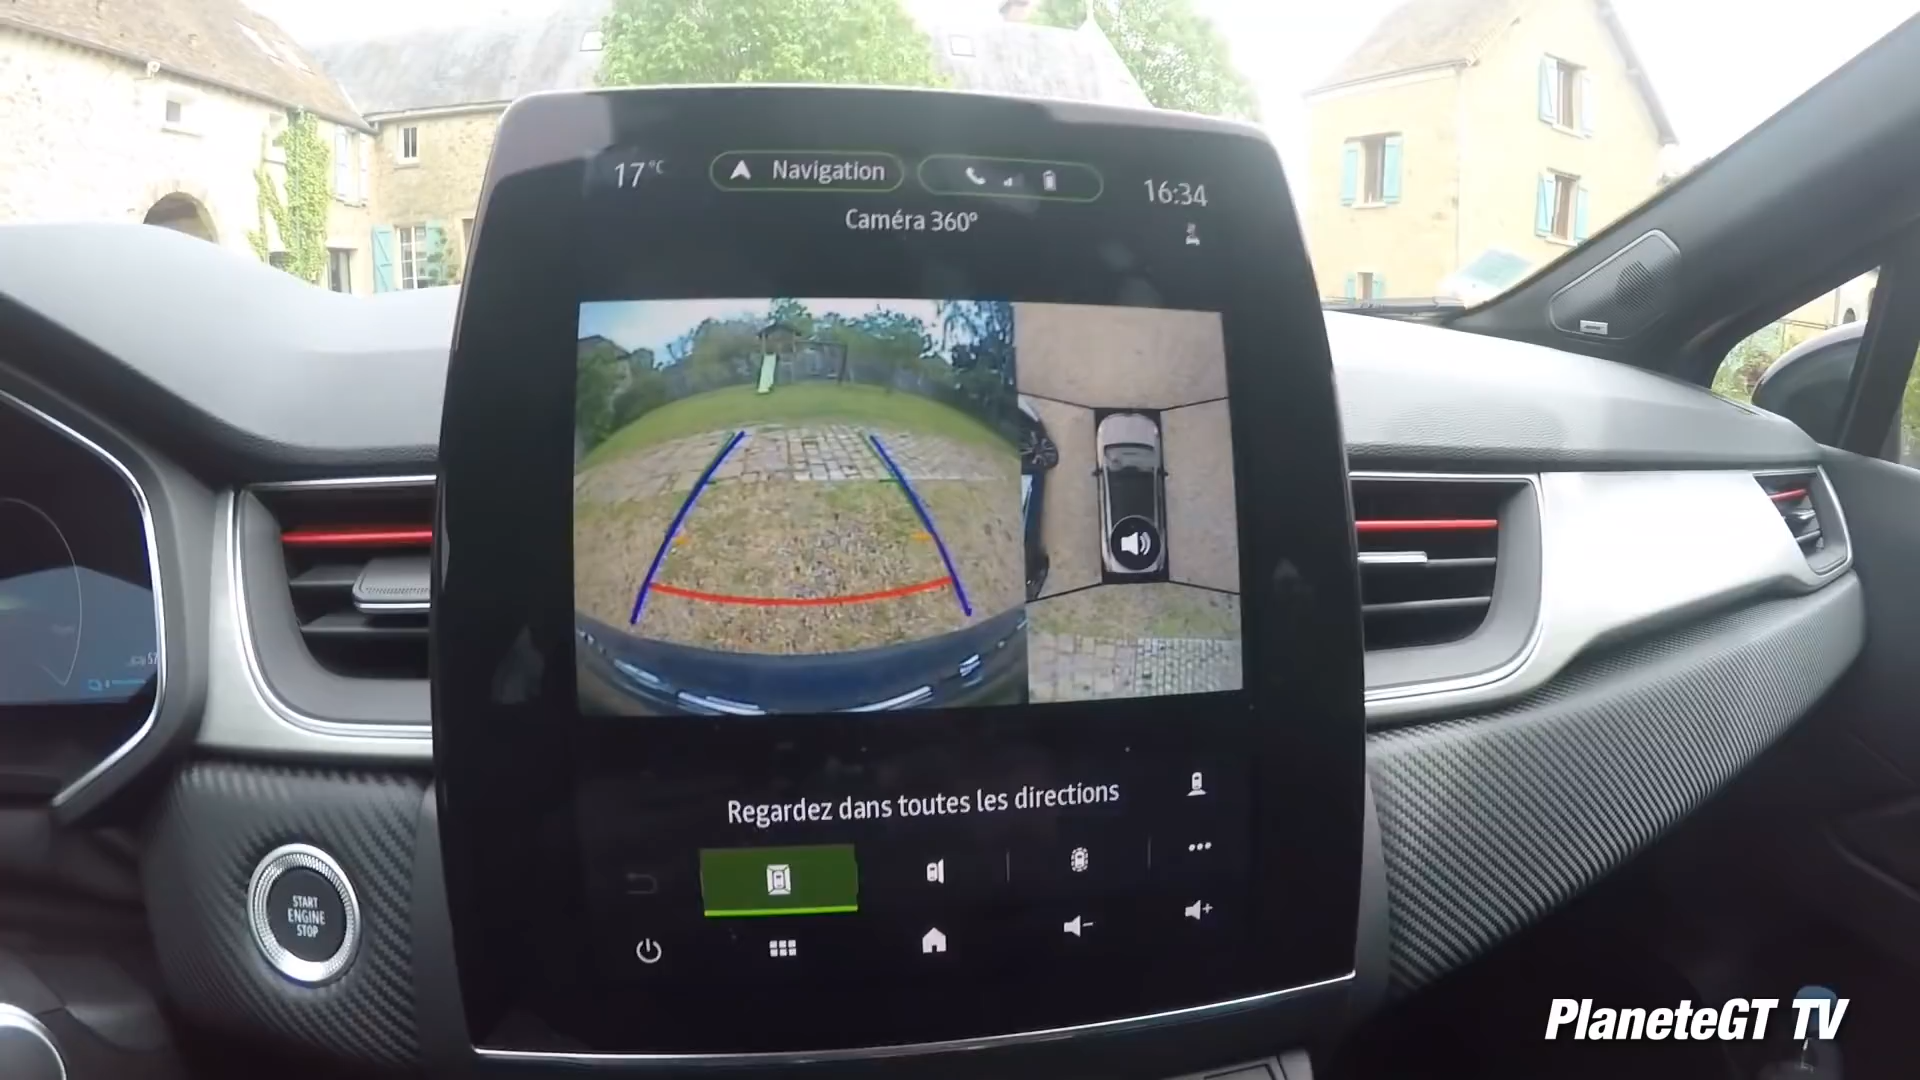 17°C
Navigation
16:34
Caméra 360°
Regardez dans toutes les directions
START
ENGINE
STOP
PlaneteGT TV